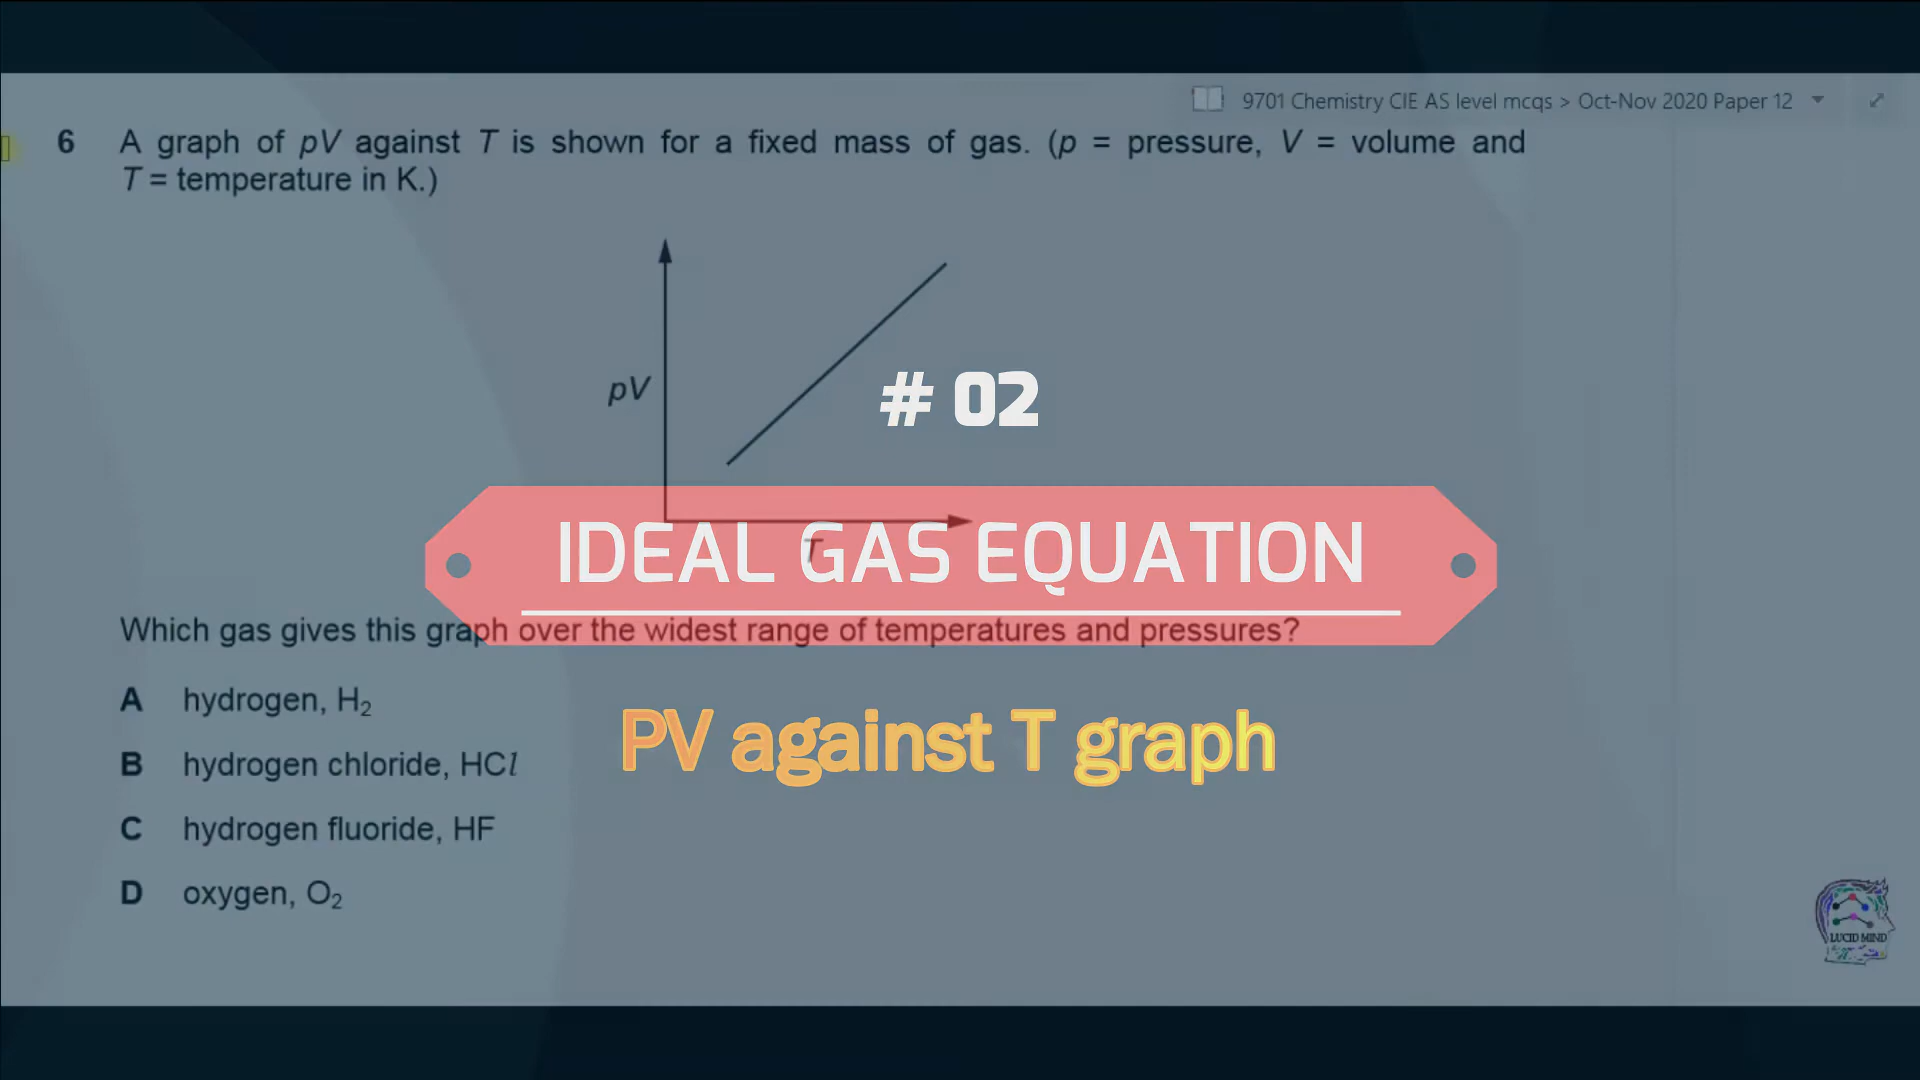 9701 Chemistry CIE AS level mcqs > Oct-Nov 2020 Paper 12
6 A graph of pV against T is shown for a fixed mass of gas. (p = pressure, V = volume and
T = temperature in K.)
pV
# 02
T
IDEAL GAS EQUATION
Which gas gives this graph over the widest range of temperatures and pressures?
A hydrogen, H₂
PV against T graph
B hydrogen chloride, HCl
C hydrogen fluoride, HF
D oxygen, O₂
LUCID MIND